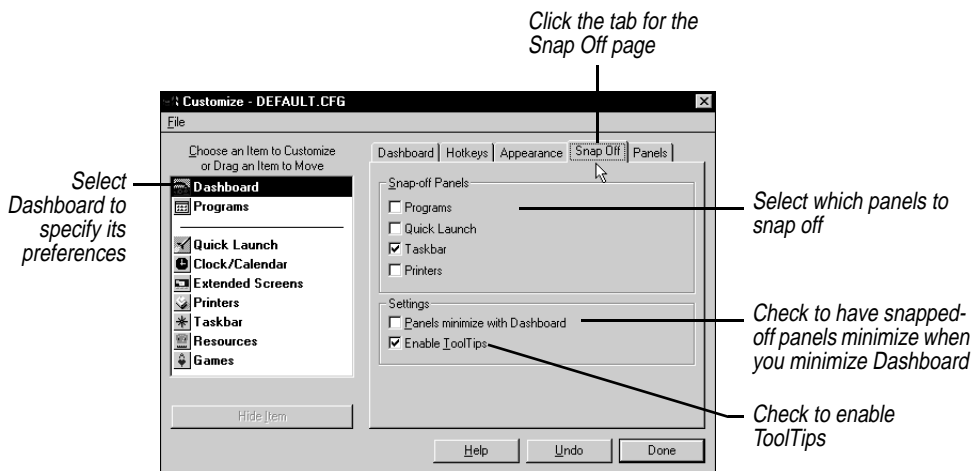 Click the tab for the
Snap Off page
Customize - DEFAULT.CFG
File
Choose an Item to Customize
or Drag an Item to Move
Dashboard
Programs
Quick Launch
Clock/Calendar
Extended Screens
Printers
Taskbar
Resources
Games
Hide Item
Dashboard
Hotkeys
Appearance
Snap Off
Panels
Snap-off Panels
Programs
Quick Launch
Taskbar
Printers
Settings
Panels minimize with Dashboard
Enable ToolTips
Help
Undo
Done
Select
Dashboard to
specify its
preferences
Select which panels to
snap off
Check to have snapped-
off panels minimize when
you minimize Dashboard
Check to enable
ToolTips